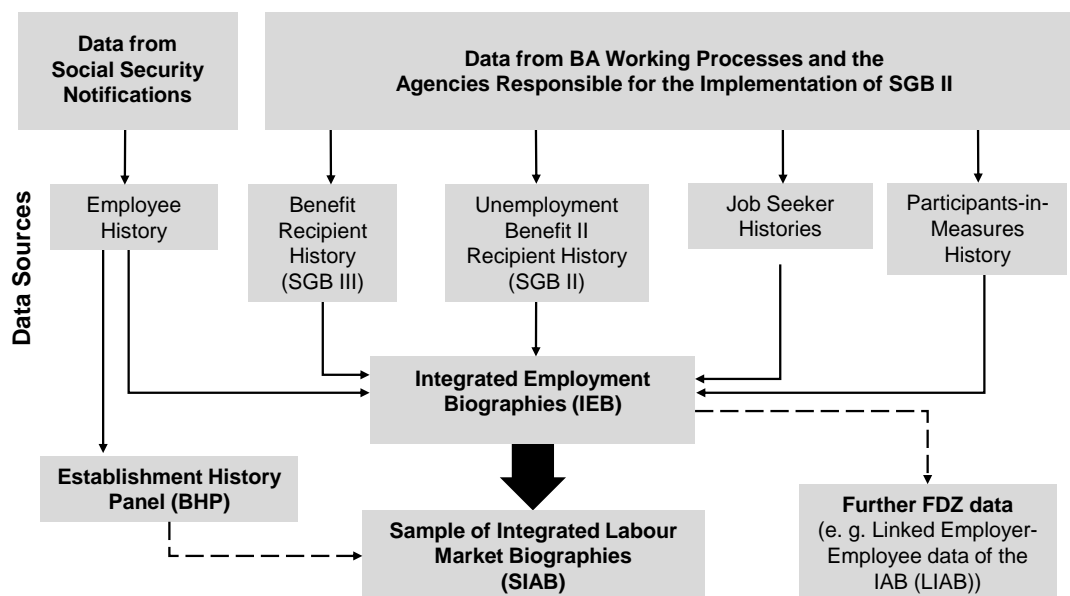 Data from
Social Security
Notifications
Data from BA Working Processes and the
Agencies Responsible for the Implementation of SGB II
Data Sources
Employee
History
Benefit
Recipient
History
(SGB III)
Unemployment
Benefit II
Recipient History
(SGB II)
Job Seeker
Histories
Participants-in-
Measures
History
Integrated Employment
Biographies (IEB)
Establishment History
Panel (BHP)
Sample of Integrated Labour
Market Biographies
(SIAB)
Further FDZ data
(e. g. Linked Employer-
Employee data of the
IAB (LIAB))